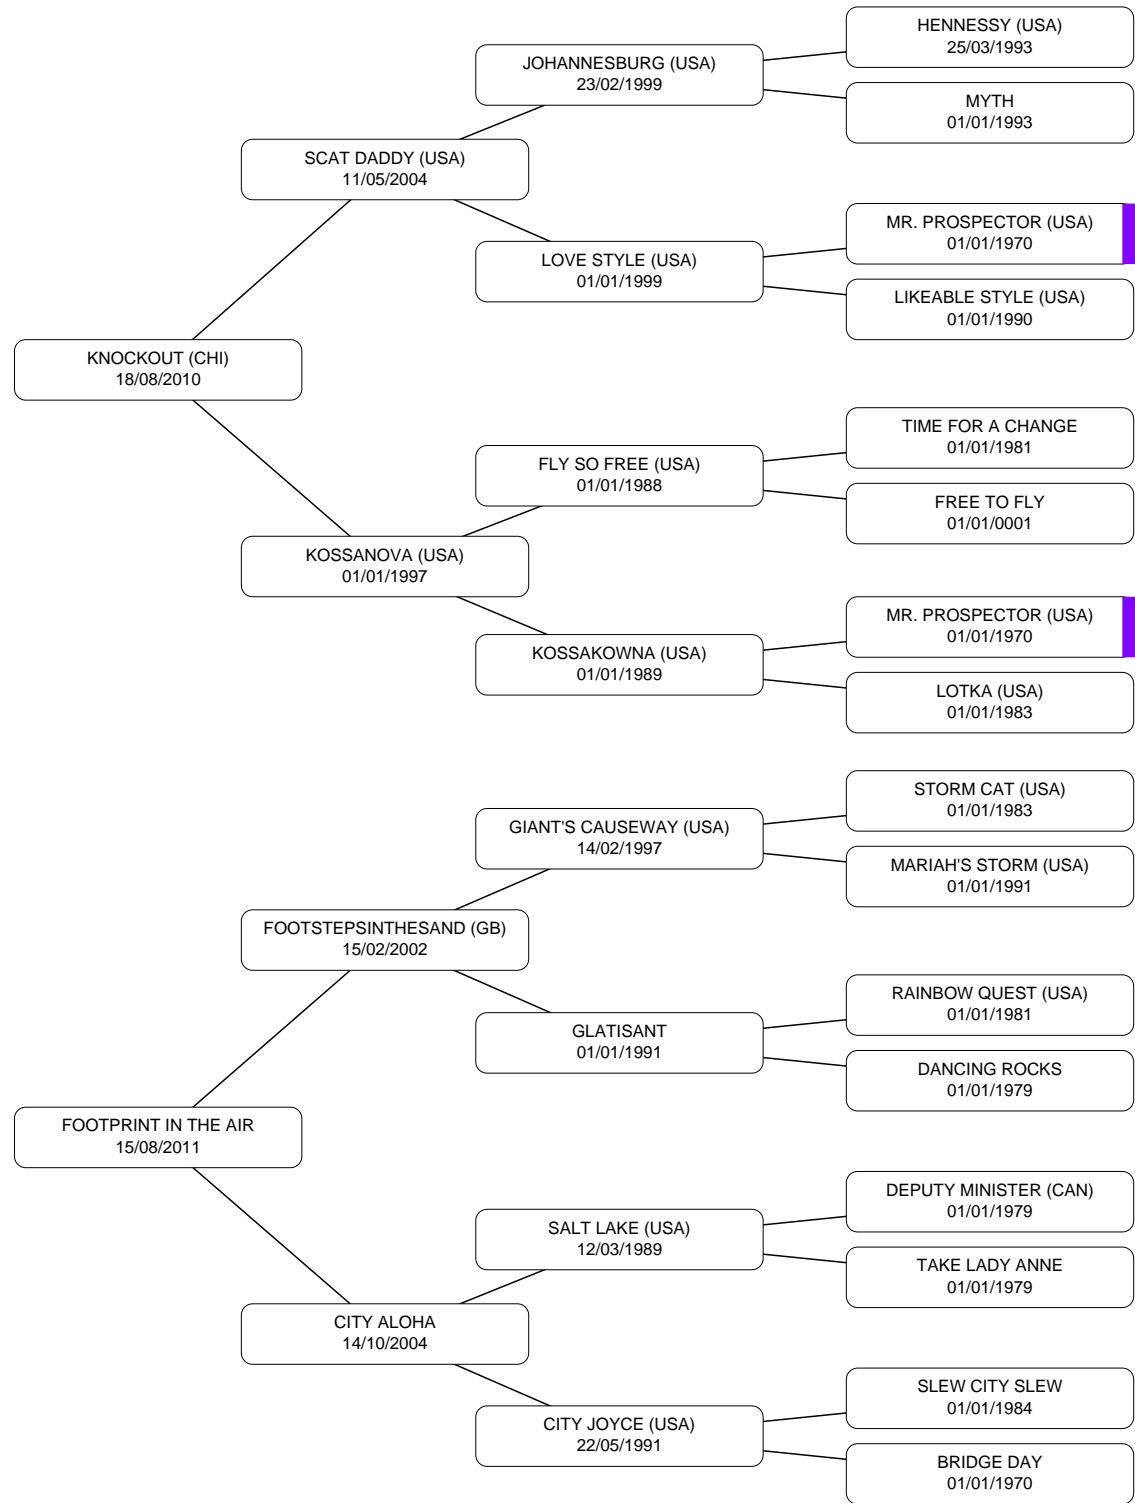 HENNESSY (USA)
25/03/1993
JOHANNESBURG (USA)
23/02/1999
MYTH
01/01/1993
SCAT DADDY (USA)
11/05/2004
MR. PROSPECTOR (USA)
01/01/1970
LOVE STYLE (USA)
01/01/1999
LIKEABLE STYLE (USA)
01/01/1990
KNOCKOUT (CHI)
18/08/2010
TIME FOR A CHANGE
01/01/1981
FLY SO FREE (USA)
01/01/1988
FREE TO FLY
01/01/0001
KOSSANOVA (USA)
01/01/1997
MR. PROSPECTOR (USA)
01/01/1970
KOSSAKOWNA (USA)
01/01/1989
LOTKA (USA)
01/01/1983
STORM CAT (USA)
01/01/1983
GIANT'S CAUSEWAY (USA)
14/02/1997
MARIAH'S STORM (USA)
01/01/1991
FOOTSTEPSINTHESAND (GB)
15/02/2002
RAINBOW QUEST (USA)
01/01/1981
GLATISANT
01/01/1991
DANCING ROCKS
01/01/1979
FOOTPRINT IN THE AIR
15/08/2011
DEPUTY MINISTER (CAN)
01/01/1979
SALT LAKE (USA)
12/03/1989
TAKE LADY ANNE
01/01/1979
CITY ALOHA
14/10/2004
SLEW CITY SLEW
01/01/1984
CITY JOYCE (USA)
22/05/1991
BRIDGE DAY
01/01/1970